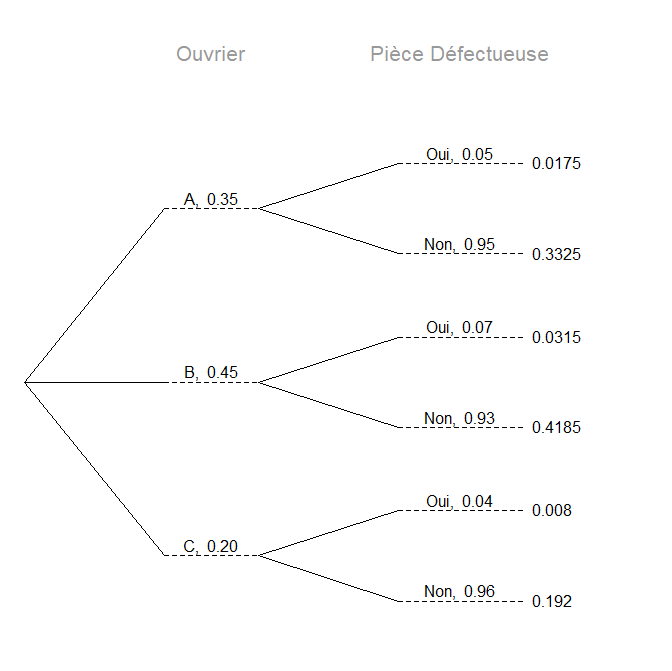 Ouvrier Pièce Défectueuse
Oui, 0.05 0.0175
A, 0.35
Non, 0.95 0.3325
Oui, 0.07 0.0315
B, 0.45
Non, 0.93 0.4185
Oui, 0.04 0.008
C, 0.20
Non, 0.96 0.192